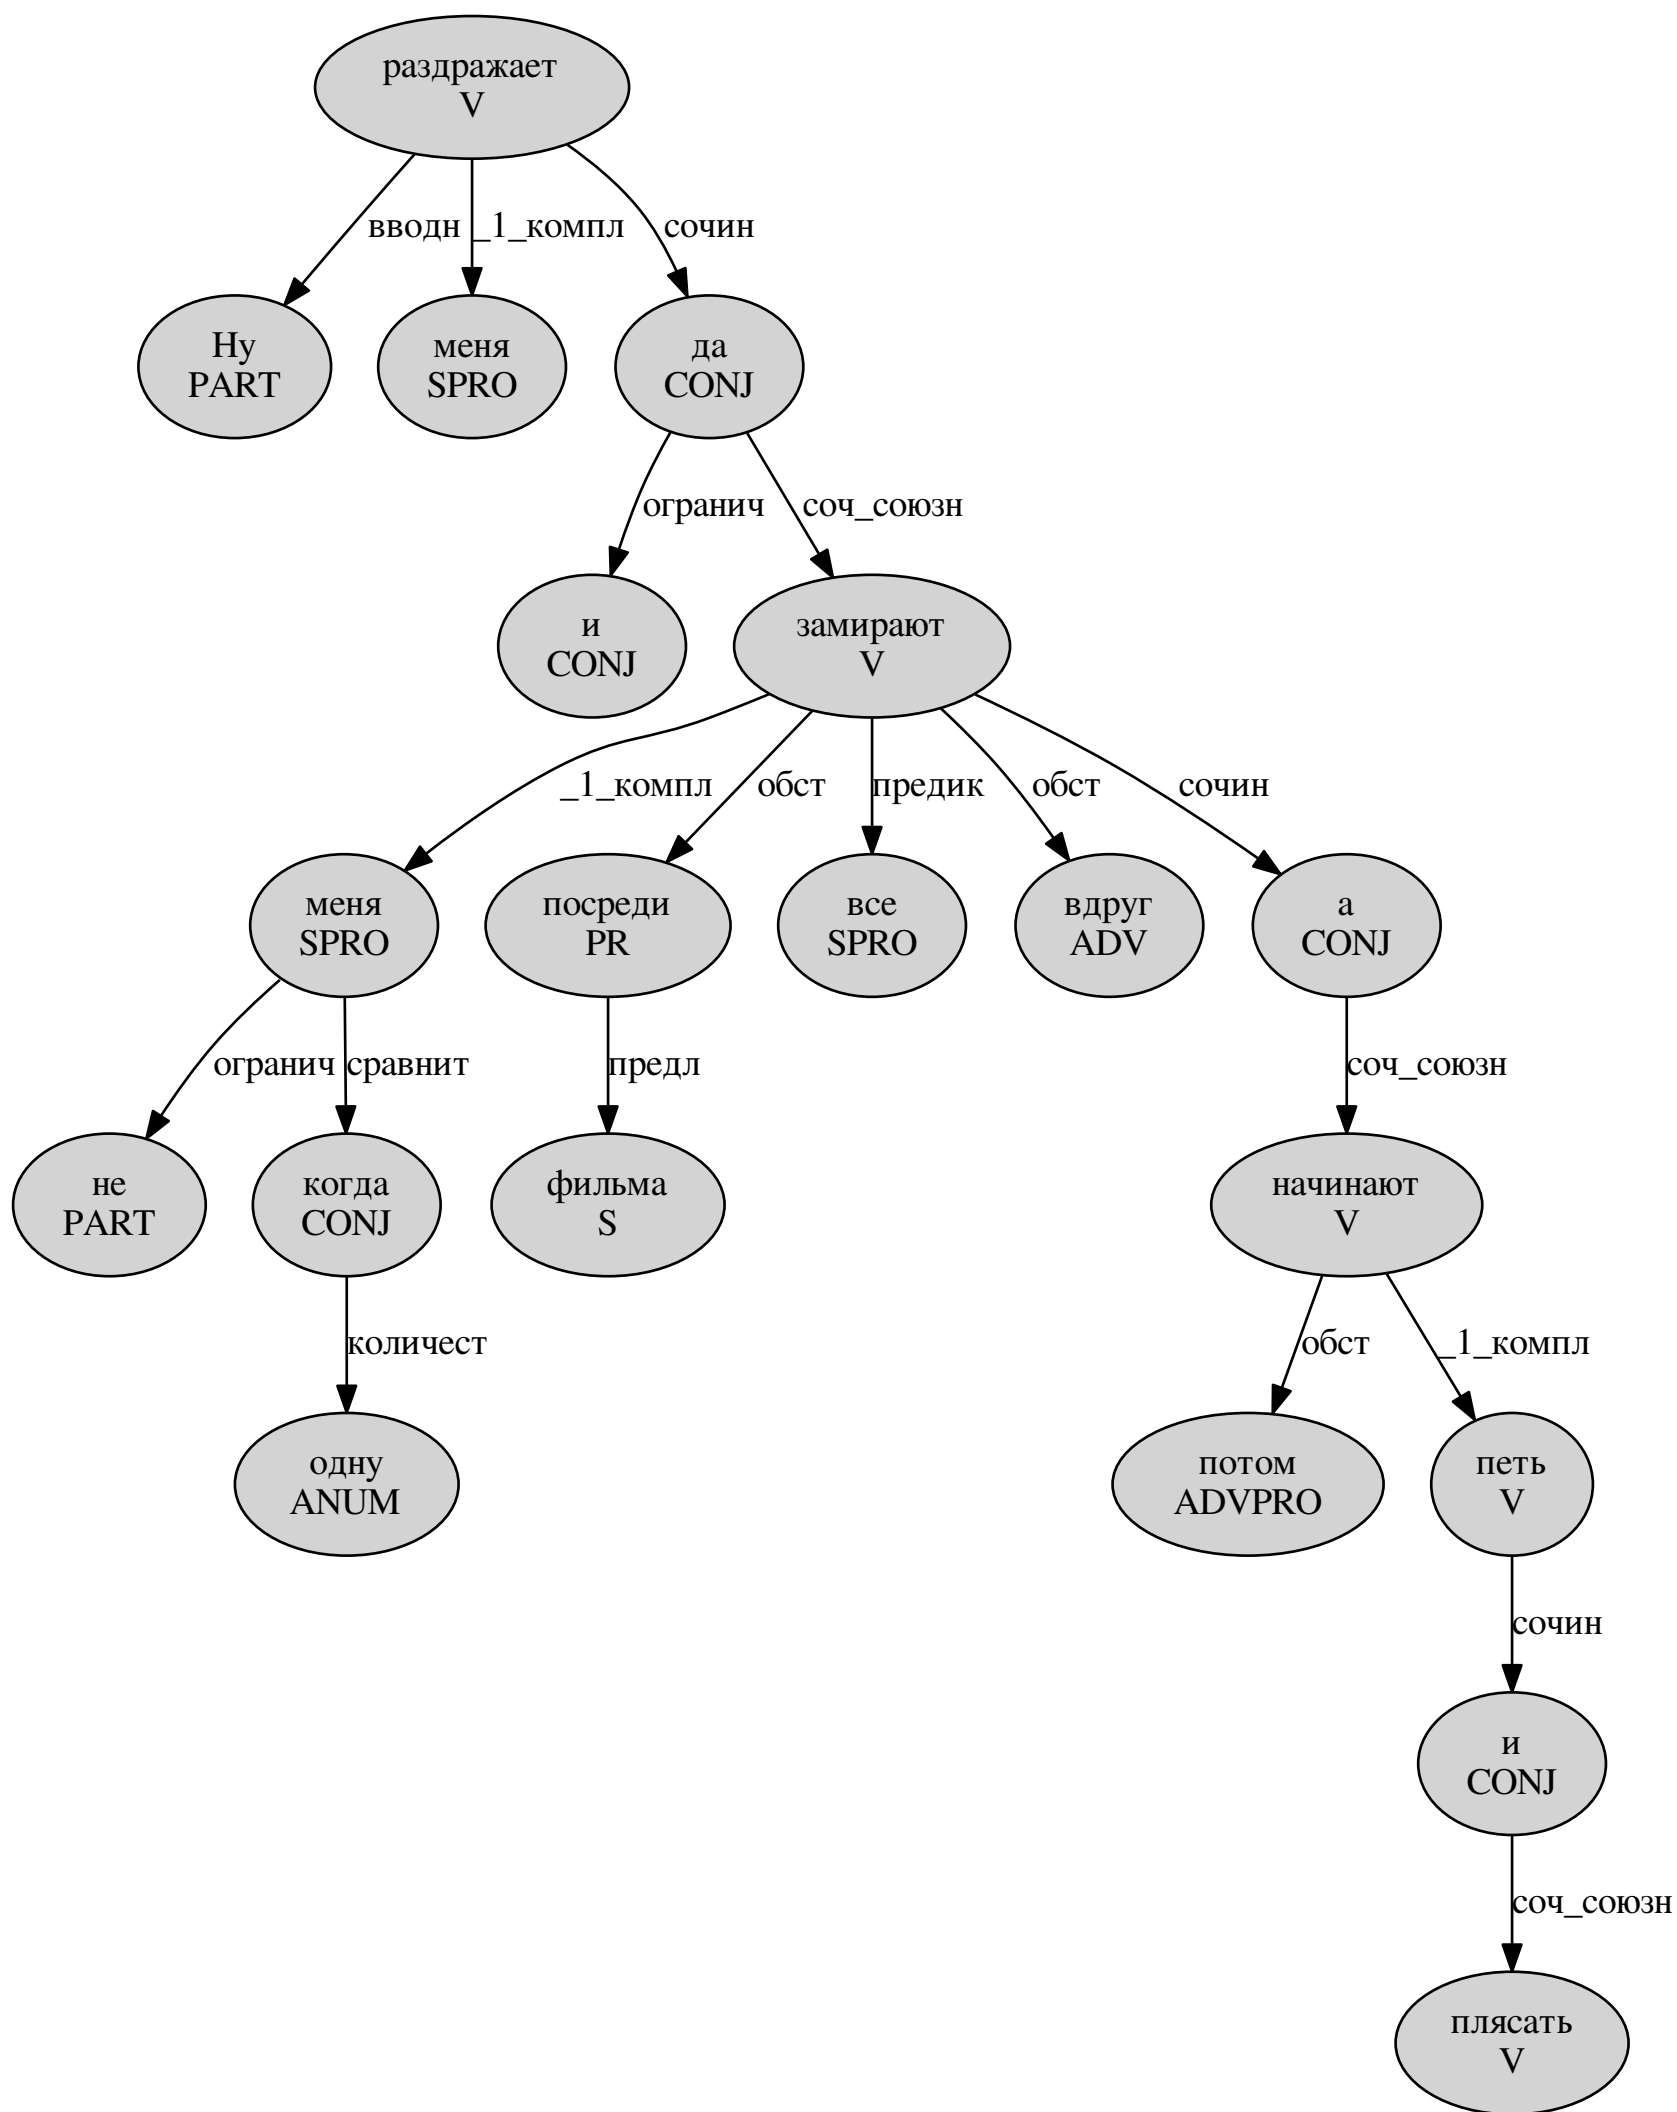 раздражает
V
вводн
_1_компл
сочин
Ну
PART
меня
SPRO
да
CONJ
огранич
соч_союзн
и
CONJ
замирают
V
_1_компл
обст
предик
обст
сочин
меня
SPRO
посреди
PR
все
SPRO
вдруг
ADV
а
CONJ
огранич
сравнит
предл
соч_союзн
не
PART
когда
CONJ
фильма
S
начинают
V
количест
обст
_1_компл
одну
ANUM
потом
ADVPRO
петь
V
сочин
и
CONJ
соч_союзн
плясать
V